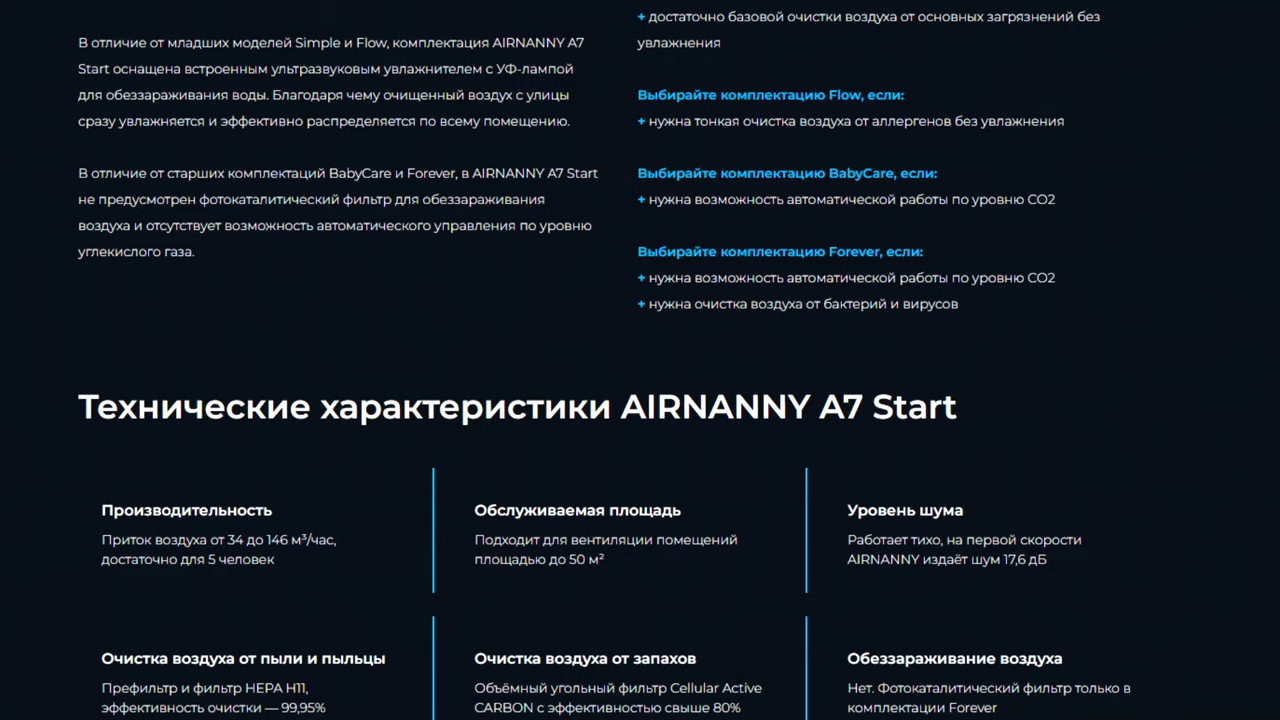 В отличие от младших моделей Simple и Flow, комплектация AIRNANNY A7
Start оснащена встроенным ультразвуковым увлажнителем с УФ-лампой
для обеззараживания воды. Благодаря чему очищенный воздух с улицы
сразу увлажняется и эффективно распределяется по всему помещению.
В отличие от старших комплектаций BabyCare и Forever, в AIRNANNY A7 Start
не предусмотрен фотокаталитический фильтр для обеззараживания
воздуха и отсутствует возможность автоматического управления по уровню
углекислого газа.
+ достаточно базовой очистки воздуха от основных загрязнений без
увлажнения
Выбирайте комплектацию Flow, если:
+ нужна тонкая очистка воздуха от аллергенов без увлажнения
Выбирайте комплектацию BabyCare, если:
+ нужна возможность автоматической работы по уровню CO2
Выбирайте комплектацию Forever, если:
+ нужна возможность автоматической работы по уровню CO2
+ нужна очистка воздуха от бактерий и вирусов
Технические характеристики AIRNANNY A7 Start
Производительность
Приток воздуха от 34 до 146 м³/час,
достаточно для 5 человек
Обслуживаемая площадь
Подходит для вентиляции помещений
площадью до 50 м²
Уровень шума
Работает тихо, на первой скорости
AIRNANNY издаёт шум 17,6 дБ
Очистка воздуха от пыли и пыльцы
Префильтр и фильтр HEPA H11,
эффективность очистки — 99,95%
Очистка воздуха от запахов
Объёмный угольный фильтр Cellular Active
CARBON с эффективностью свыше 80%
Обеззараживание воздуха
Нет. Фотокаталитический фильтр только в
комплектации Forever